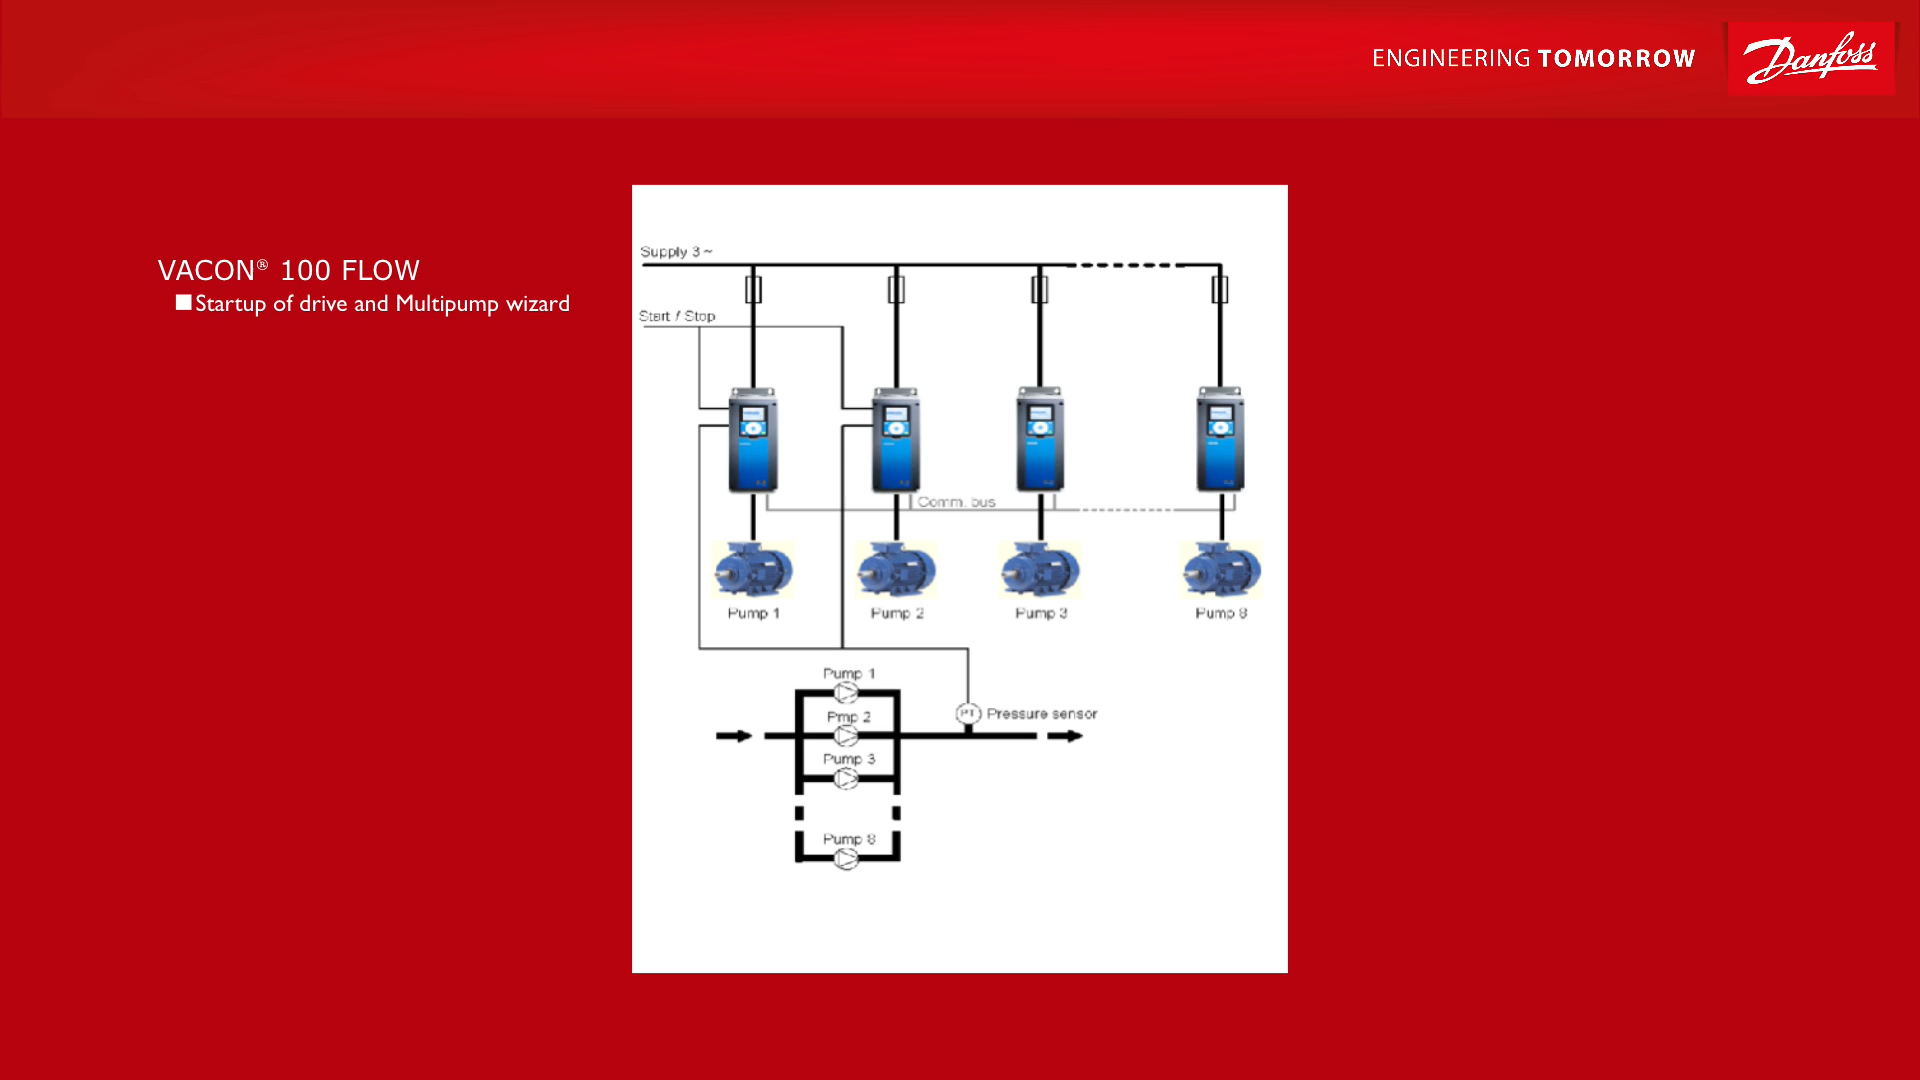 ENGINEERING TOMORROW
Danfoss
VACON® 100 FLOW
Startup of drive and Multipump wizard
Supply 3 ~
Start / Stop
Comm. bus
Pump 1
Pump 2
Pump 3
Pump 8
Pump 1
Pmp 2
PT Pressure sensor
Pump 3
Pump 8